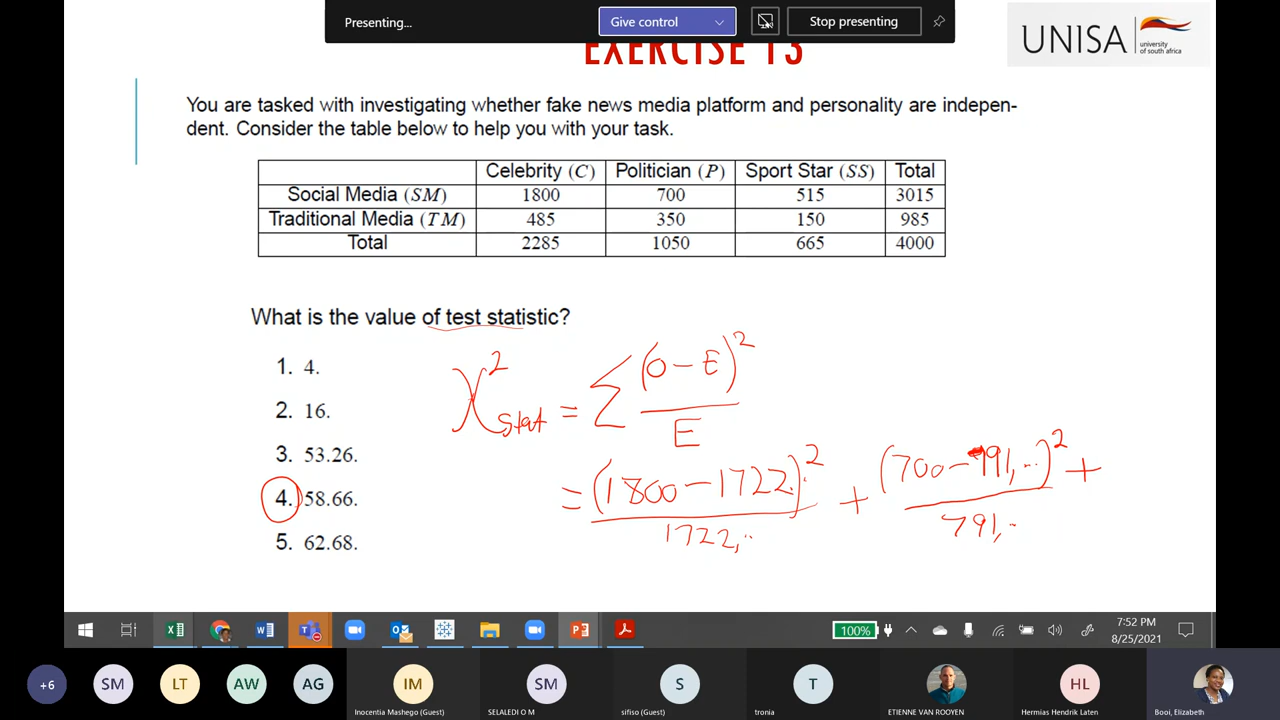 Presenting...
Give control
Stop presenting
EXERCISE 13
UNISA university of south africa
You are tasked with investigating whether fake news media platform and personality are indepen-
dent. Consider the table below to help you with your task.
Celebrity (C) Politician (P) Sport Star (SS) Total
Social Media (SM) 1800 700 515 3015
Traditional Media (TM) 485 350 150 985
Total 2285 1050 665 4000
What is the value of test statistic?
1. 4.
2. 16.
3. 53.26.
4. 58.66.
5. 62.68.
X²stat = Σ (O − E)² / E
= (1800 − 1722..)² / 1722,.. + (700 − 791,...)² / 791,.. +
100%
7:52 PM
8/25/2021
+6
SM
LT
AW
AG
IM
SM
S
T
HL
Inocentia Mashego (Guest)
SELALEDI O M
sifiso (Guest)
tronia
ETIENNE VAN ROOYEN
Hermias Hendrik Laten
Booi, Elizabeth